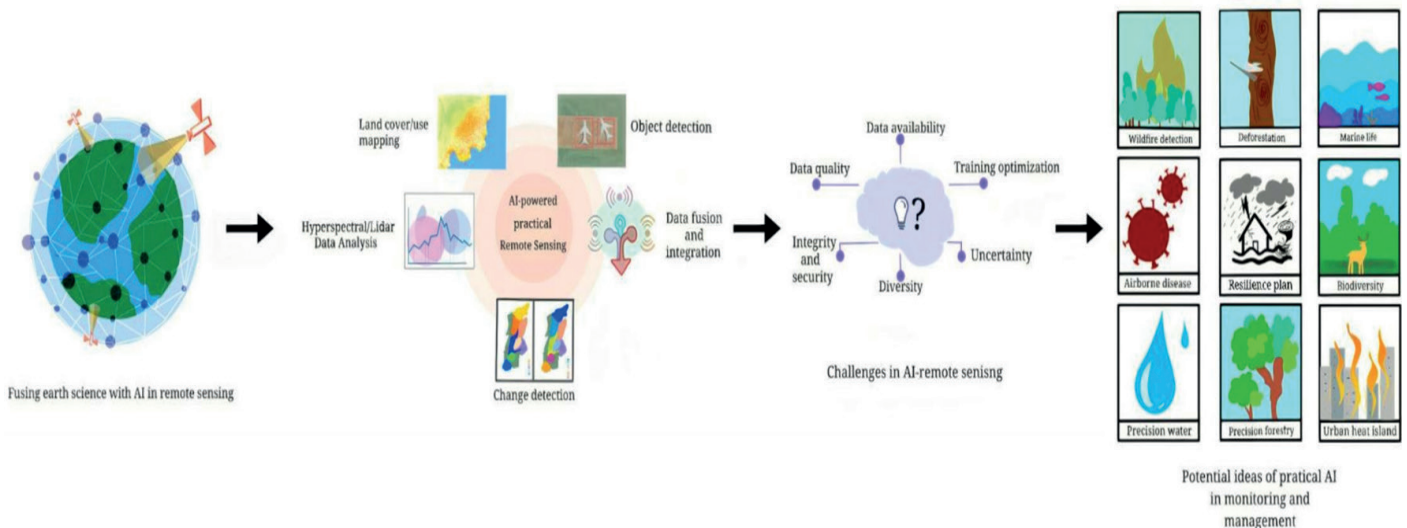 Fusing earth science with AI in remote sensing
Land cover/use
mapping
Object detection
Hyperspectral/Lidar
Data Analysis
AI-powered
practical
Remote Sensing
Data fusion
and
integration
Change detection
Data availability
Data quality
Training optimization
?
Integrity
and
security
Uncertainty
Diversity
Challenges in AI-remote senisng
Wildfire detection
Deforestation
Marine life
Airborne disease
Resilience plan
Biodiversity
Precision water
Precision forestry
Urban heat island
Potential ideas of pratical AI
in monitoring and
management